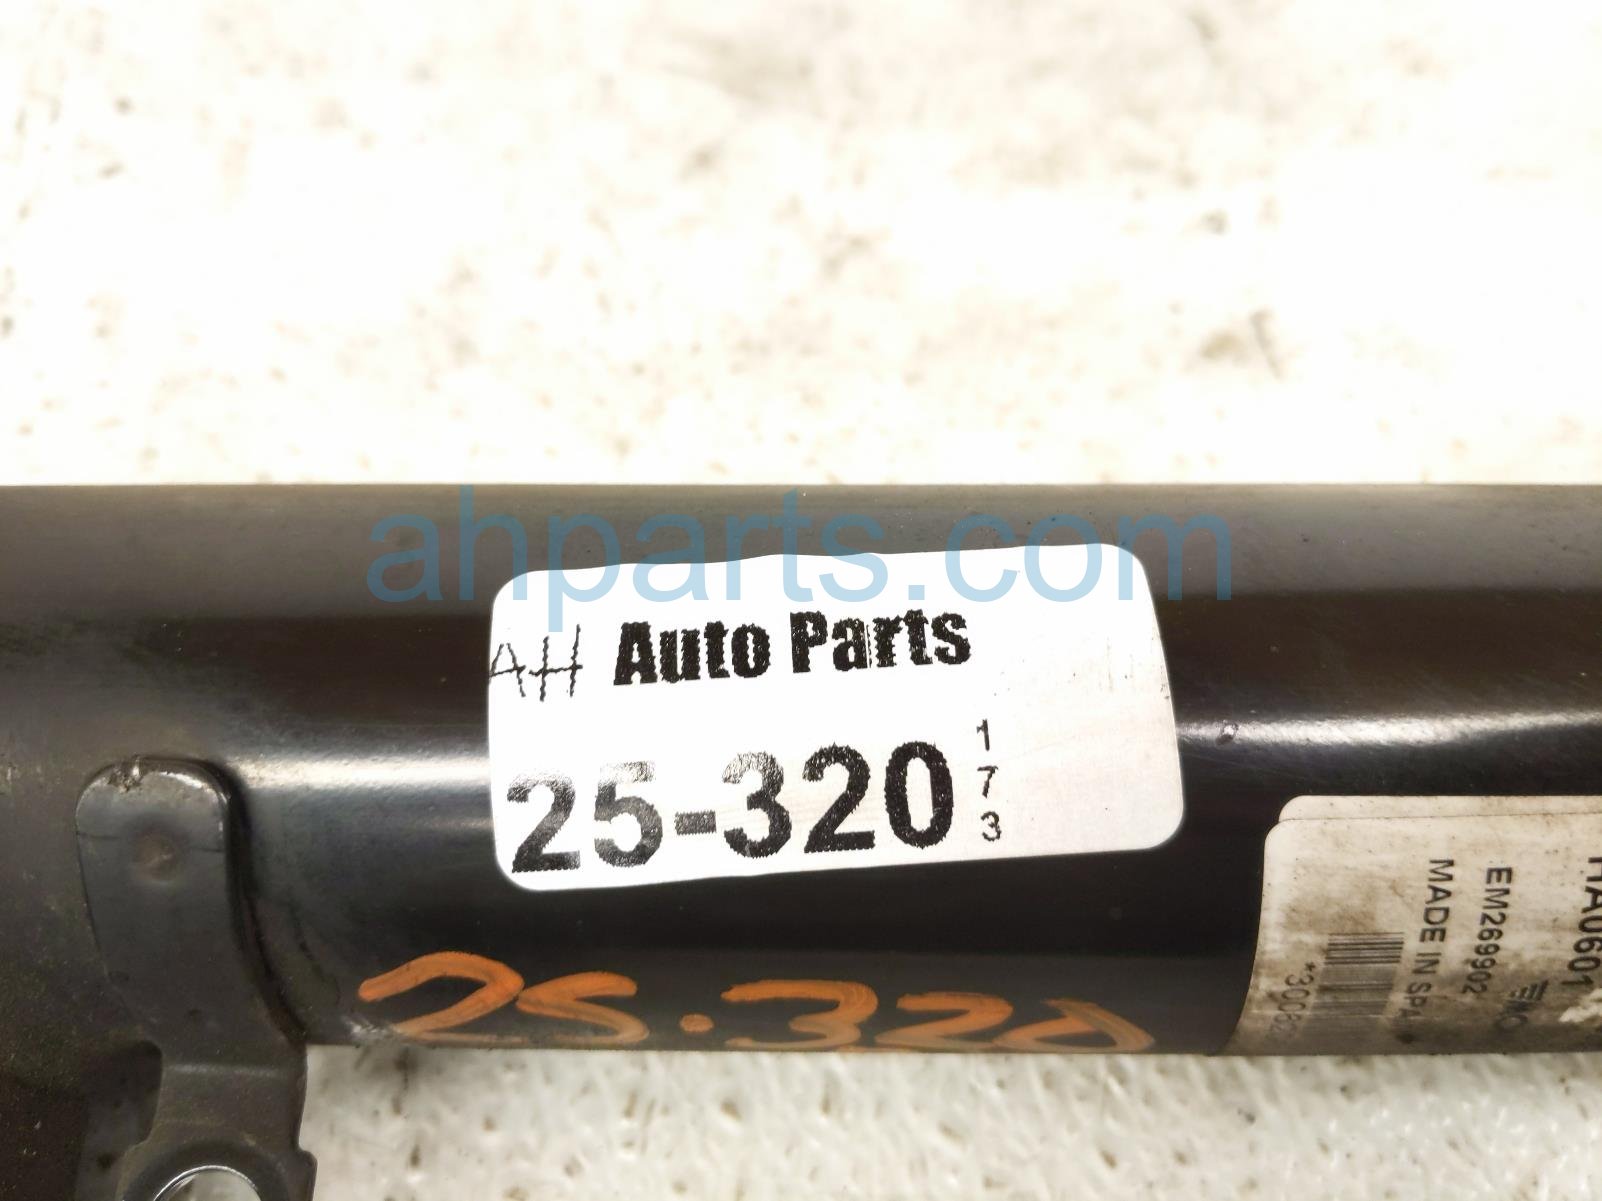 ahparts.com
AH Auto Parts
25-320
1
7
3
25.320
EM269902
MADE IN SPA